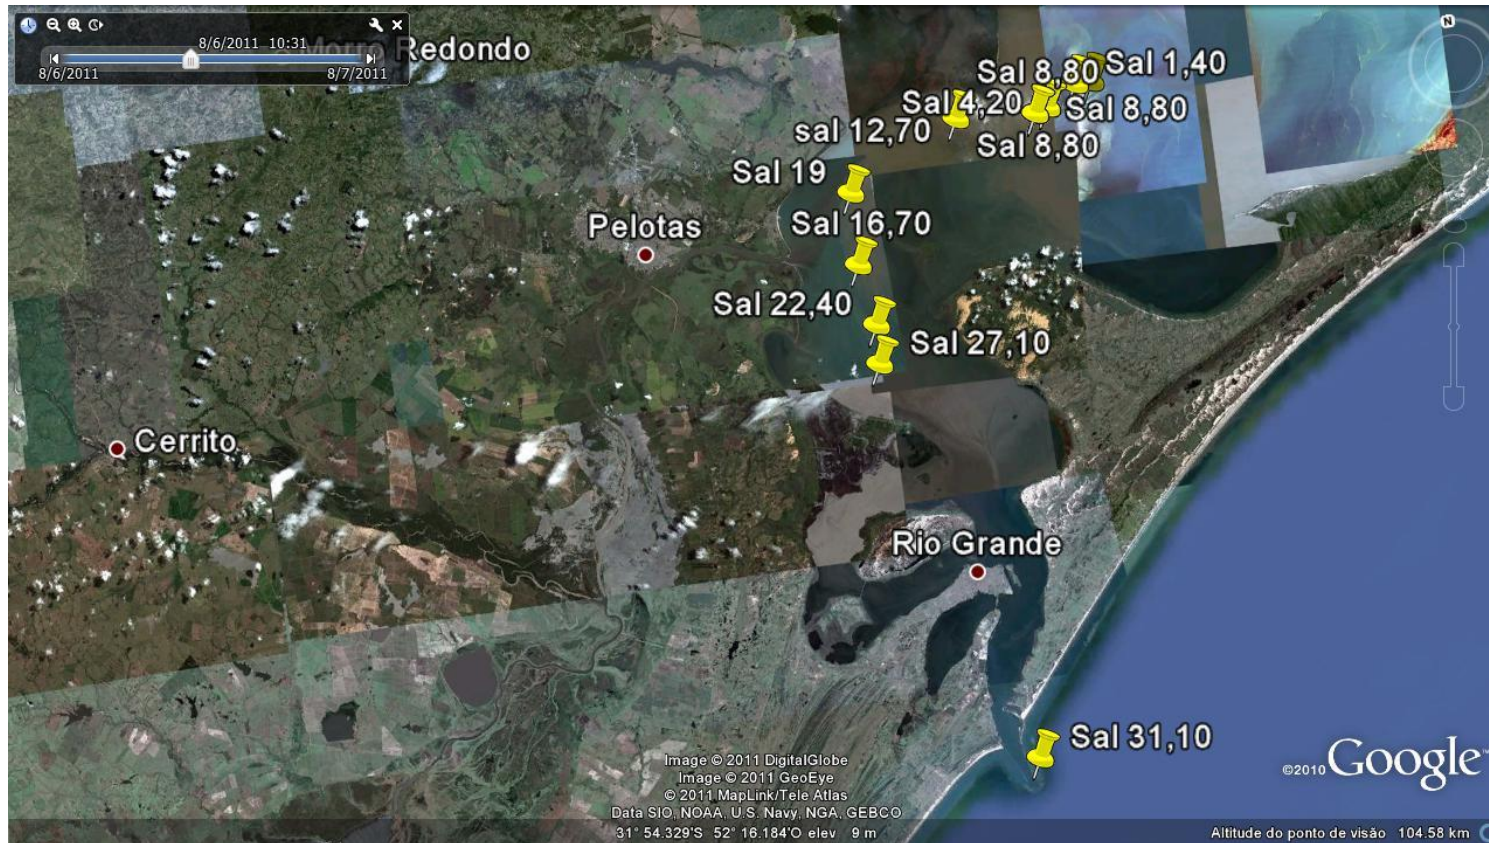 8/6/2011 10:31
8/6/2011
8/7/2011
Morro Redondo
N
Sal 8,80
Sal 1,40
Sal 4,20
Sal 8,80
sal 12,70
Sal 8,80
Sal 19
Pelotas
Sal 16,70
Sal 22,40
Sal 27,10
Cerrito
Rio Grande
Sal 31,10
Image © 2011 DigitalGlobe
Image © 2011 GeoEye
© 2011 MapLink/Tele Atlas
Data SIO, NOAA, U.S. Navy, NGA, GEBCO
©2010 Google™
31° 54.329'S 52° 16.184'O elev 9 m
Altitude do ponto de visão 104.58 km